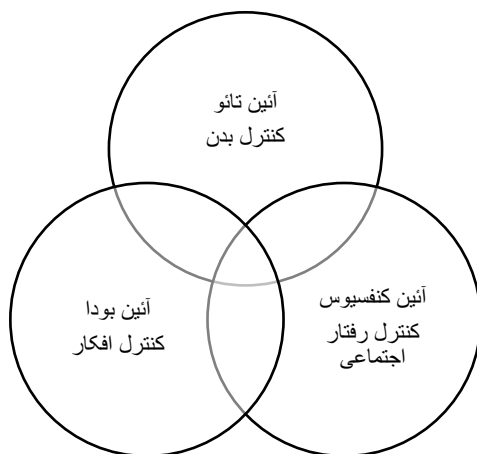 آئین تائو
کنترل بدن
آئین کنفسیوس
کنترل رفتار
اجتماعی
آئین بودا
کنترل افکار